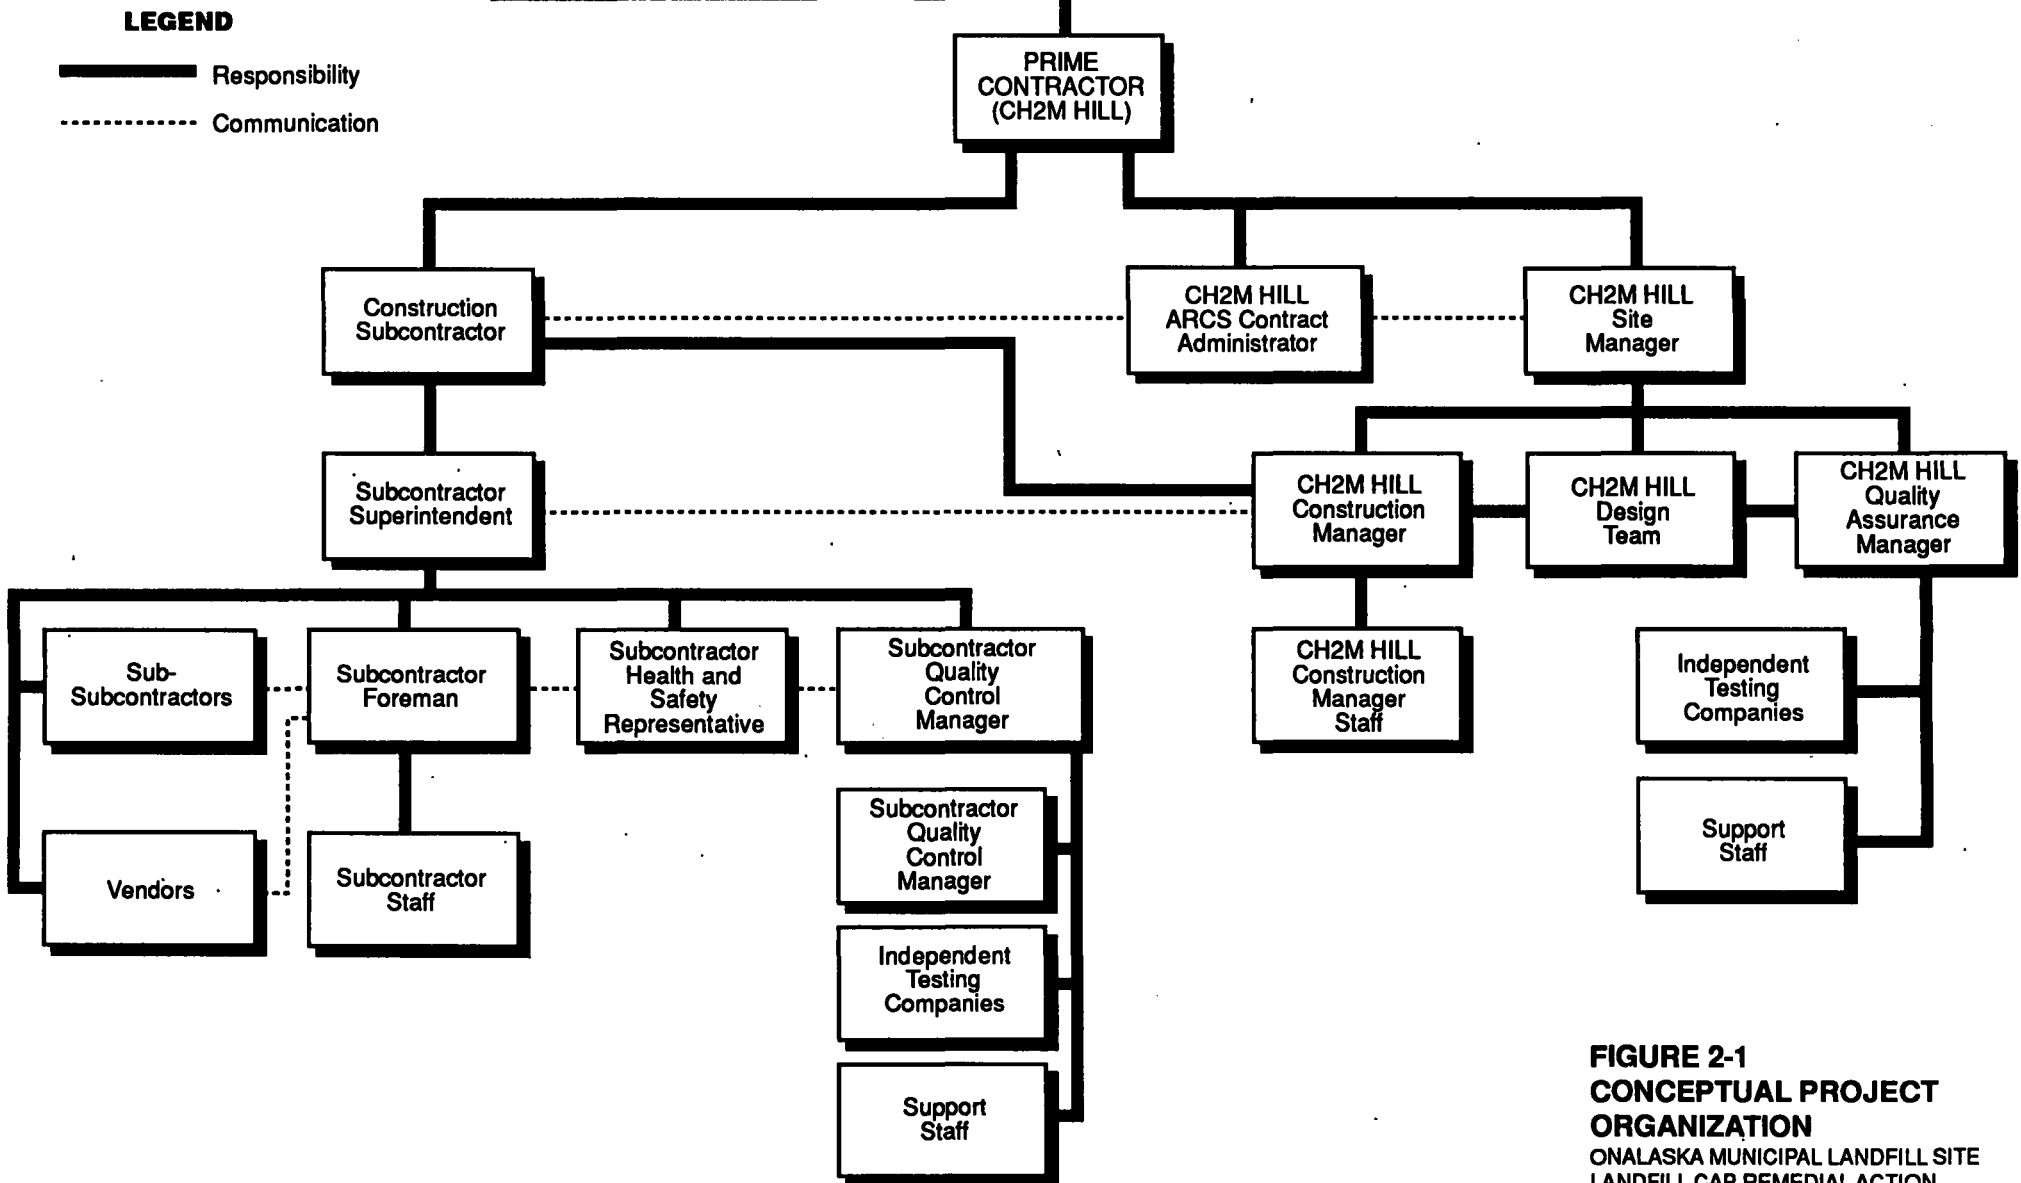 LEGEND
Responsibility
Communication
PRIME
CONTRACTOR
(CH2M HILL)
Construction
Subcontractor
CH2M HILL
ARCS Contract
Administrator
CH2M HILL
Site
Manager
Subcontractor
Superintendent
CH2M HILL
Construction
Manager
CH2M HILL
Design
Team
CH2M HILL
Quality
Assurance
Manager
Sub-
Subcontractors
Subcontractor
Foreman
Subcontractor
Health and
Safety
Representative
Subcontractor
Quality
Control
Manager
CH2M HILL
Construction
Manager
Staff
Independent
Testing
Companies
Vendors
Subcontractor
Staff
Subcontractor
Quality
Control
Manager
Support
Staff
Independent
Testing
Companies
Support
Staff
FIGURE 2-1
CONCEPTUAL PROJECT
ORGANIZATION
ONALASKA MUNICIPAL LANDFILL SITE
LANDFILL CAP REMEDIAL ACTION